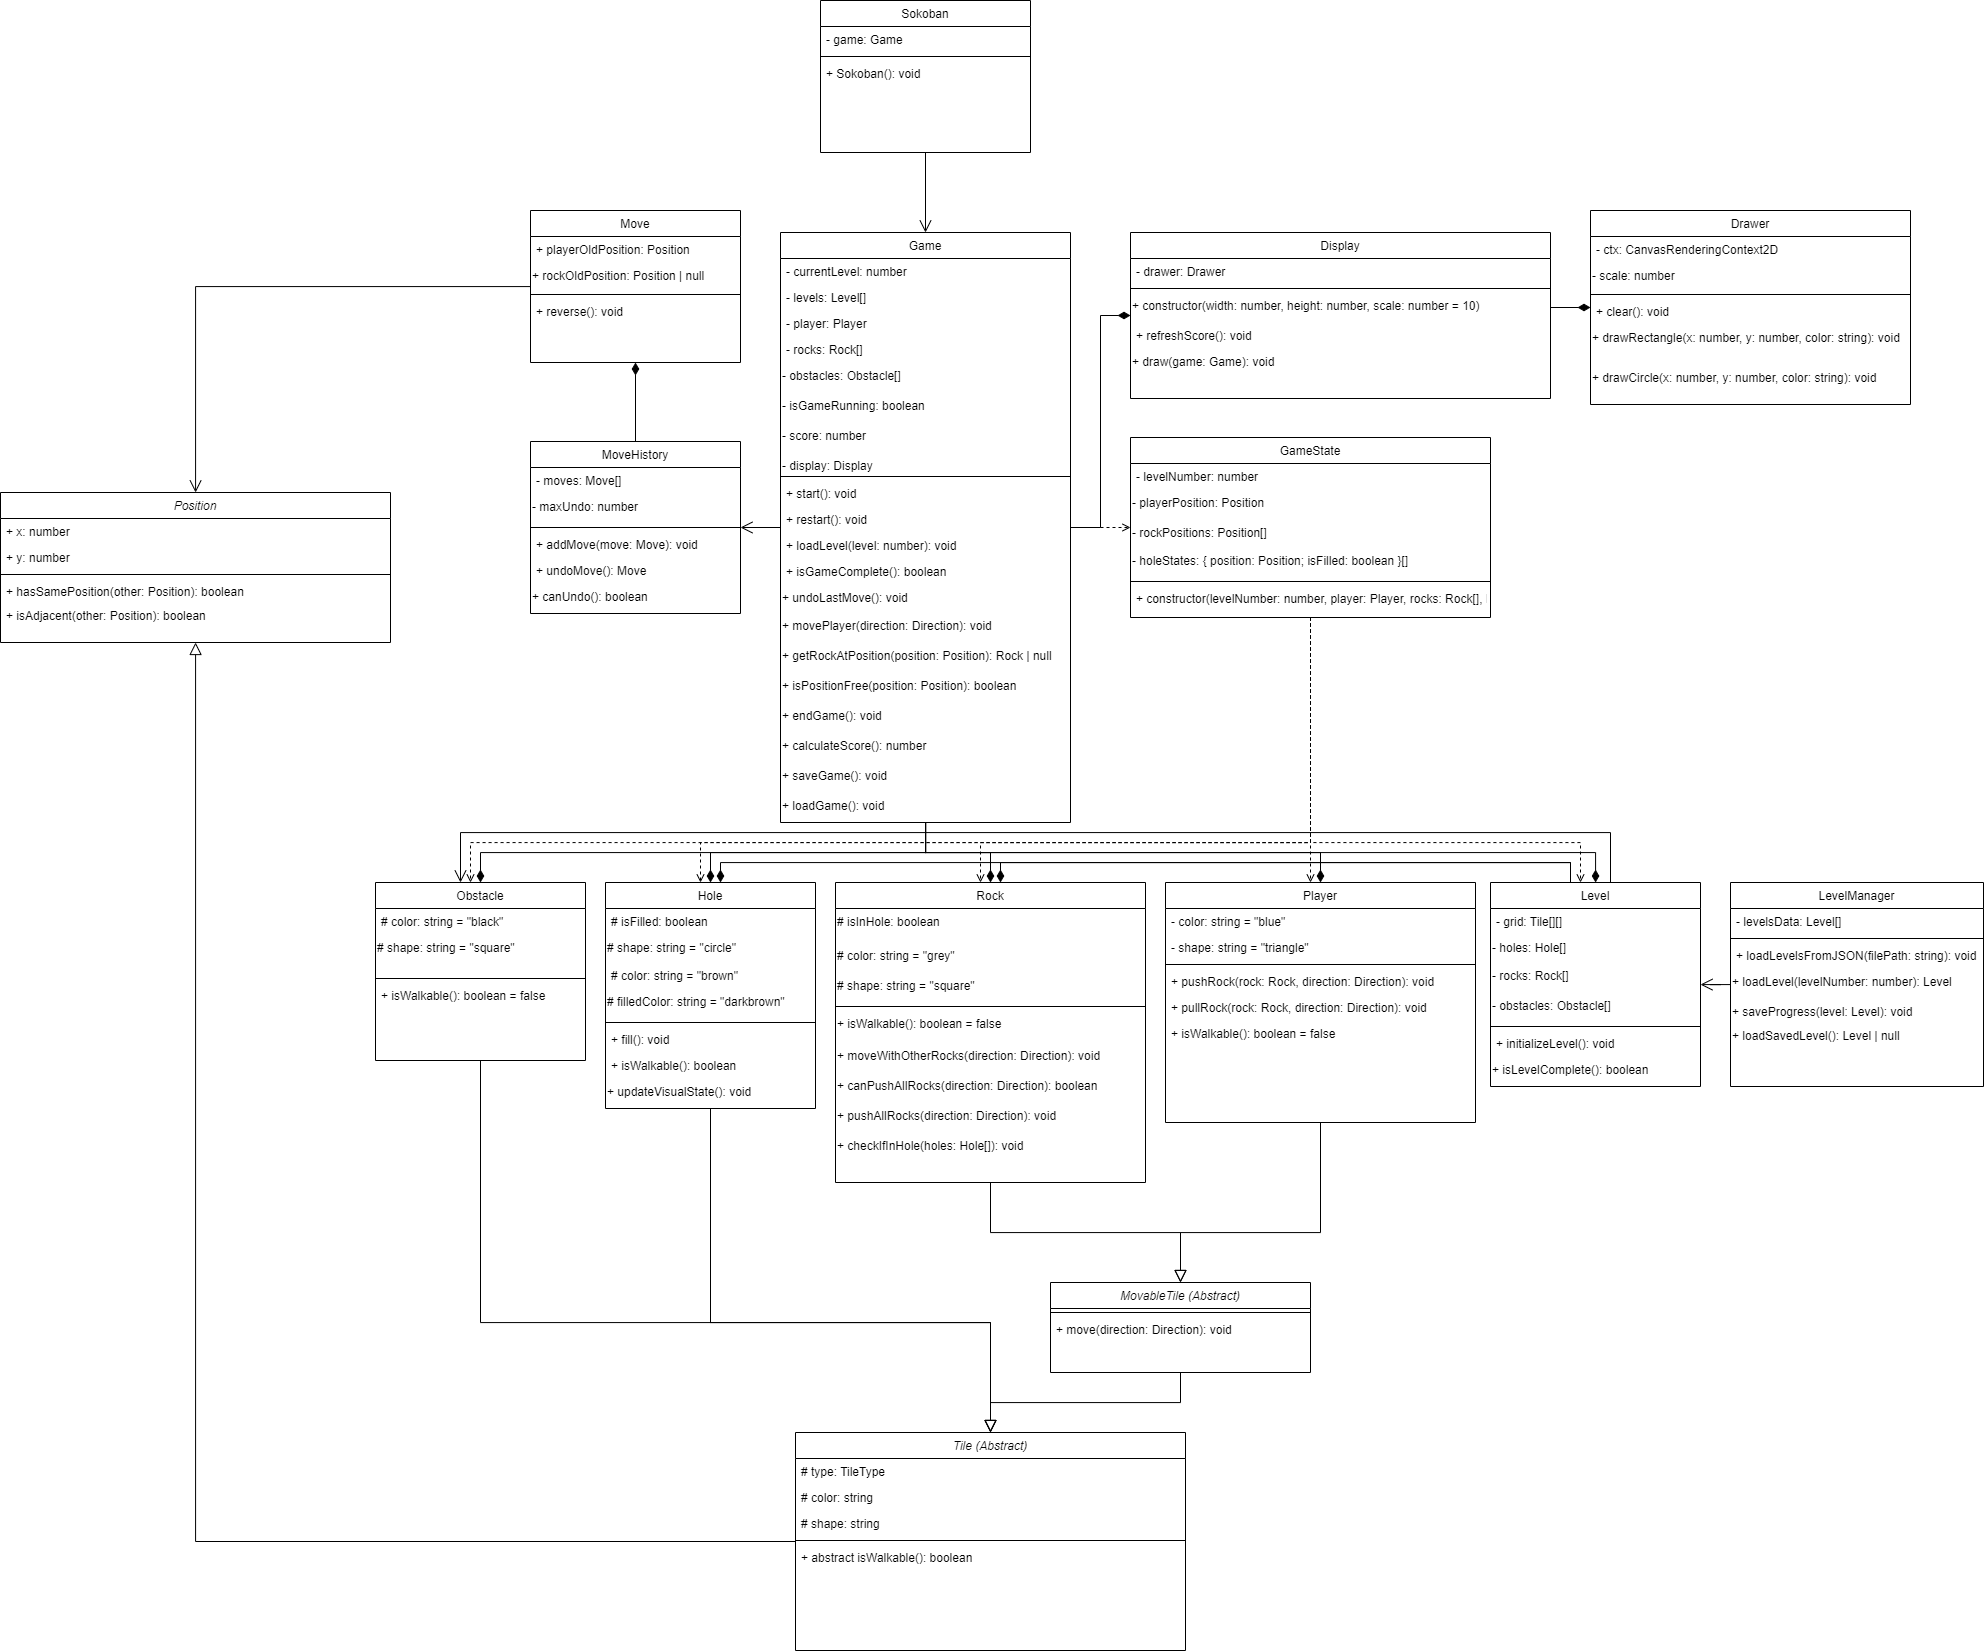 Sokoban
- game: Game
+ Sokoban(): void
Move
+ playerOldPosition: Position
+ rockOldPosition: Position | null
+ reverse(): void
Game
- currentLevel: number
- levels: Level[]
- player: Player
- rocks: Rock[]
- obstacles: Obstacle[]
- isGameRunning: boolean
- score: number
- display: Display
+ start(): void
+ restart(): void
+ loadLevel(level: number): void
+ isGameComplete(): boolean
+ undoLastMove(): void
+ movePlayer(direction: Direction): void
+ getRockAtPosition(position: Position): Rock | null
+ isPositionFree(position: Position): boolean
+ endGame(): void
+ calculateScore(): number
+ saveGame(): void
+ loadGame(): void
Display
- drawer: Drawer
+ constructor(width: number, height: number, scale: number = 10)
+ refreshScore(): void
+ draw(game: Game): void
Drawer
- ctx: CanvasRenderingContext2D
- scale: number
+ clear(): void
+ drawRectangle(x: number, y: number, color: string): void
+ drawCircle(x: number, y: number, color: string): void
MoveHistory
- moves: Move[]
- maxUndo: number
+ addMove(move: Move): void
+ undoMove(): Move
+ canUndo(): boolean
GameState
- levelNumber: number
- playerPosition: Position
- rockPositions: Position[]
- holeStates: { position: Position; isFilled: boolean }[]
+ constructor(levelNumber: number, player: Player, rocks: Rock[],
Position
+ x: number
+ y: number
+ hasSamePosition(other: Position): boolean
+ isAdjacent(other: Position): boolean
Obstacle
# color: string = "black"
# shape: string = "square"
+ isWalkable(): boolean = false
Hole
# isFilled: boolean
# shape: string = "circle"
# color: string = "brown"
# filledColor: string = "darkbrown"
+ fill(): void
+ isWalkable(): boolean
+ updateVisualState(): void
Rock
# isInHole: boolean
# color: string = "grey"
# shape: string = "square"
+ isWalkable(): boolean = false
+ moveWithOtherRocks(direction: Direction): void
+ canPushAllRocks(direction: Direction): boolean
+ pushAllRocks(direction: Direction): void
+ checkIfInHole(holes: Hole[]): void
Player
- color: string = "blue"
- shape: string = "triangle"
+ pushRock(rock: Rock, direction: Direction): void
+ pullRock(rock: Rock, direction: Direction): void
+ isWalkable(): boolean = false
Level
- grid: Tile[][]
- holes: Hole[]
- rocks: Rock[]
- obstacles: Obstacle[]
+ initializeLevel(): void
+ isLevelComplete(): boolean
LevelManager
- levelsData: Level[]
+ loadLevelsFromJSON(filePath: string): void
+ loadLevel(levelNumber: number): Level
+ saveProgress(level: Level): void
+ loadSavedLevel(): Level | null
MovableTile (Abstract)
+ move(direction: Direction): void
Tile (Abstract)
# type: TileType
# color: string
# shape: string
+ abstract isWalkable(): boolean